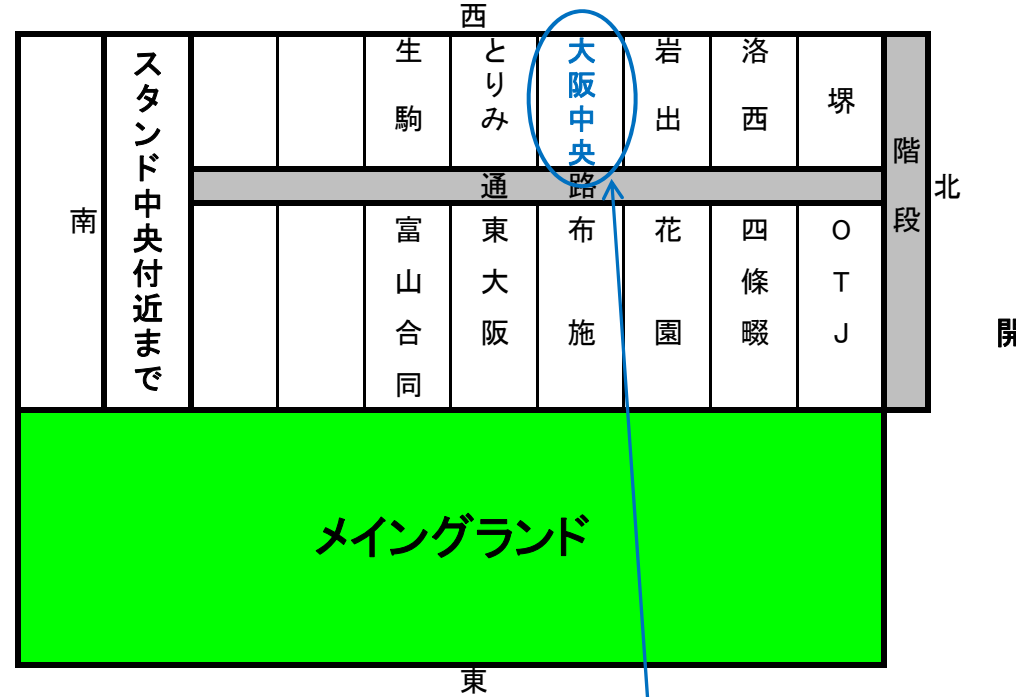 西
スタンド中央付近まで
生駒
とりみ
大阪中央
岩出
洛西
堺
階段
通路
南
北
富山合同
東大阪
布施
花園
四條畷
OTJ
開
メイングランド
東